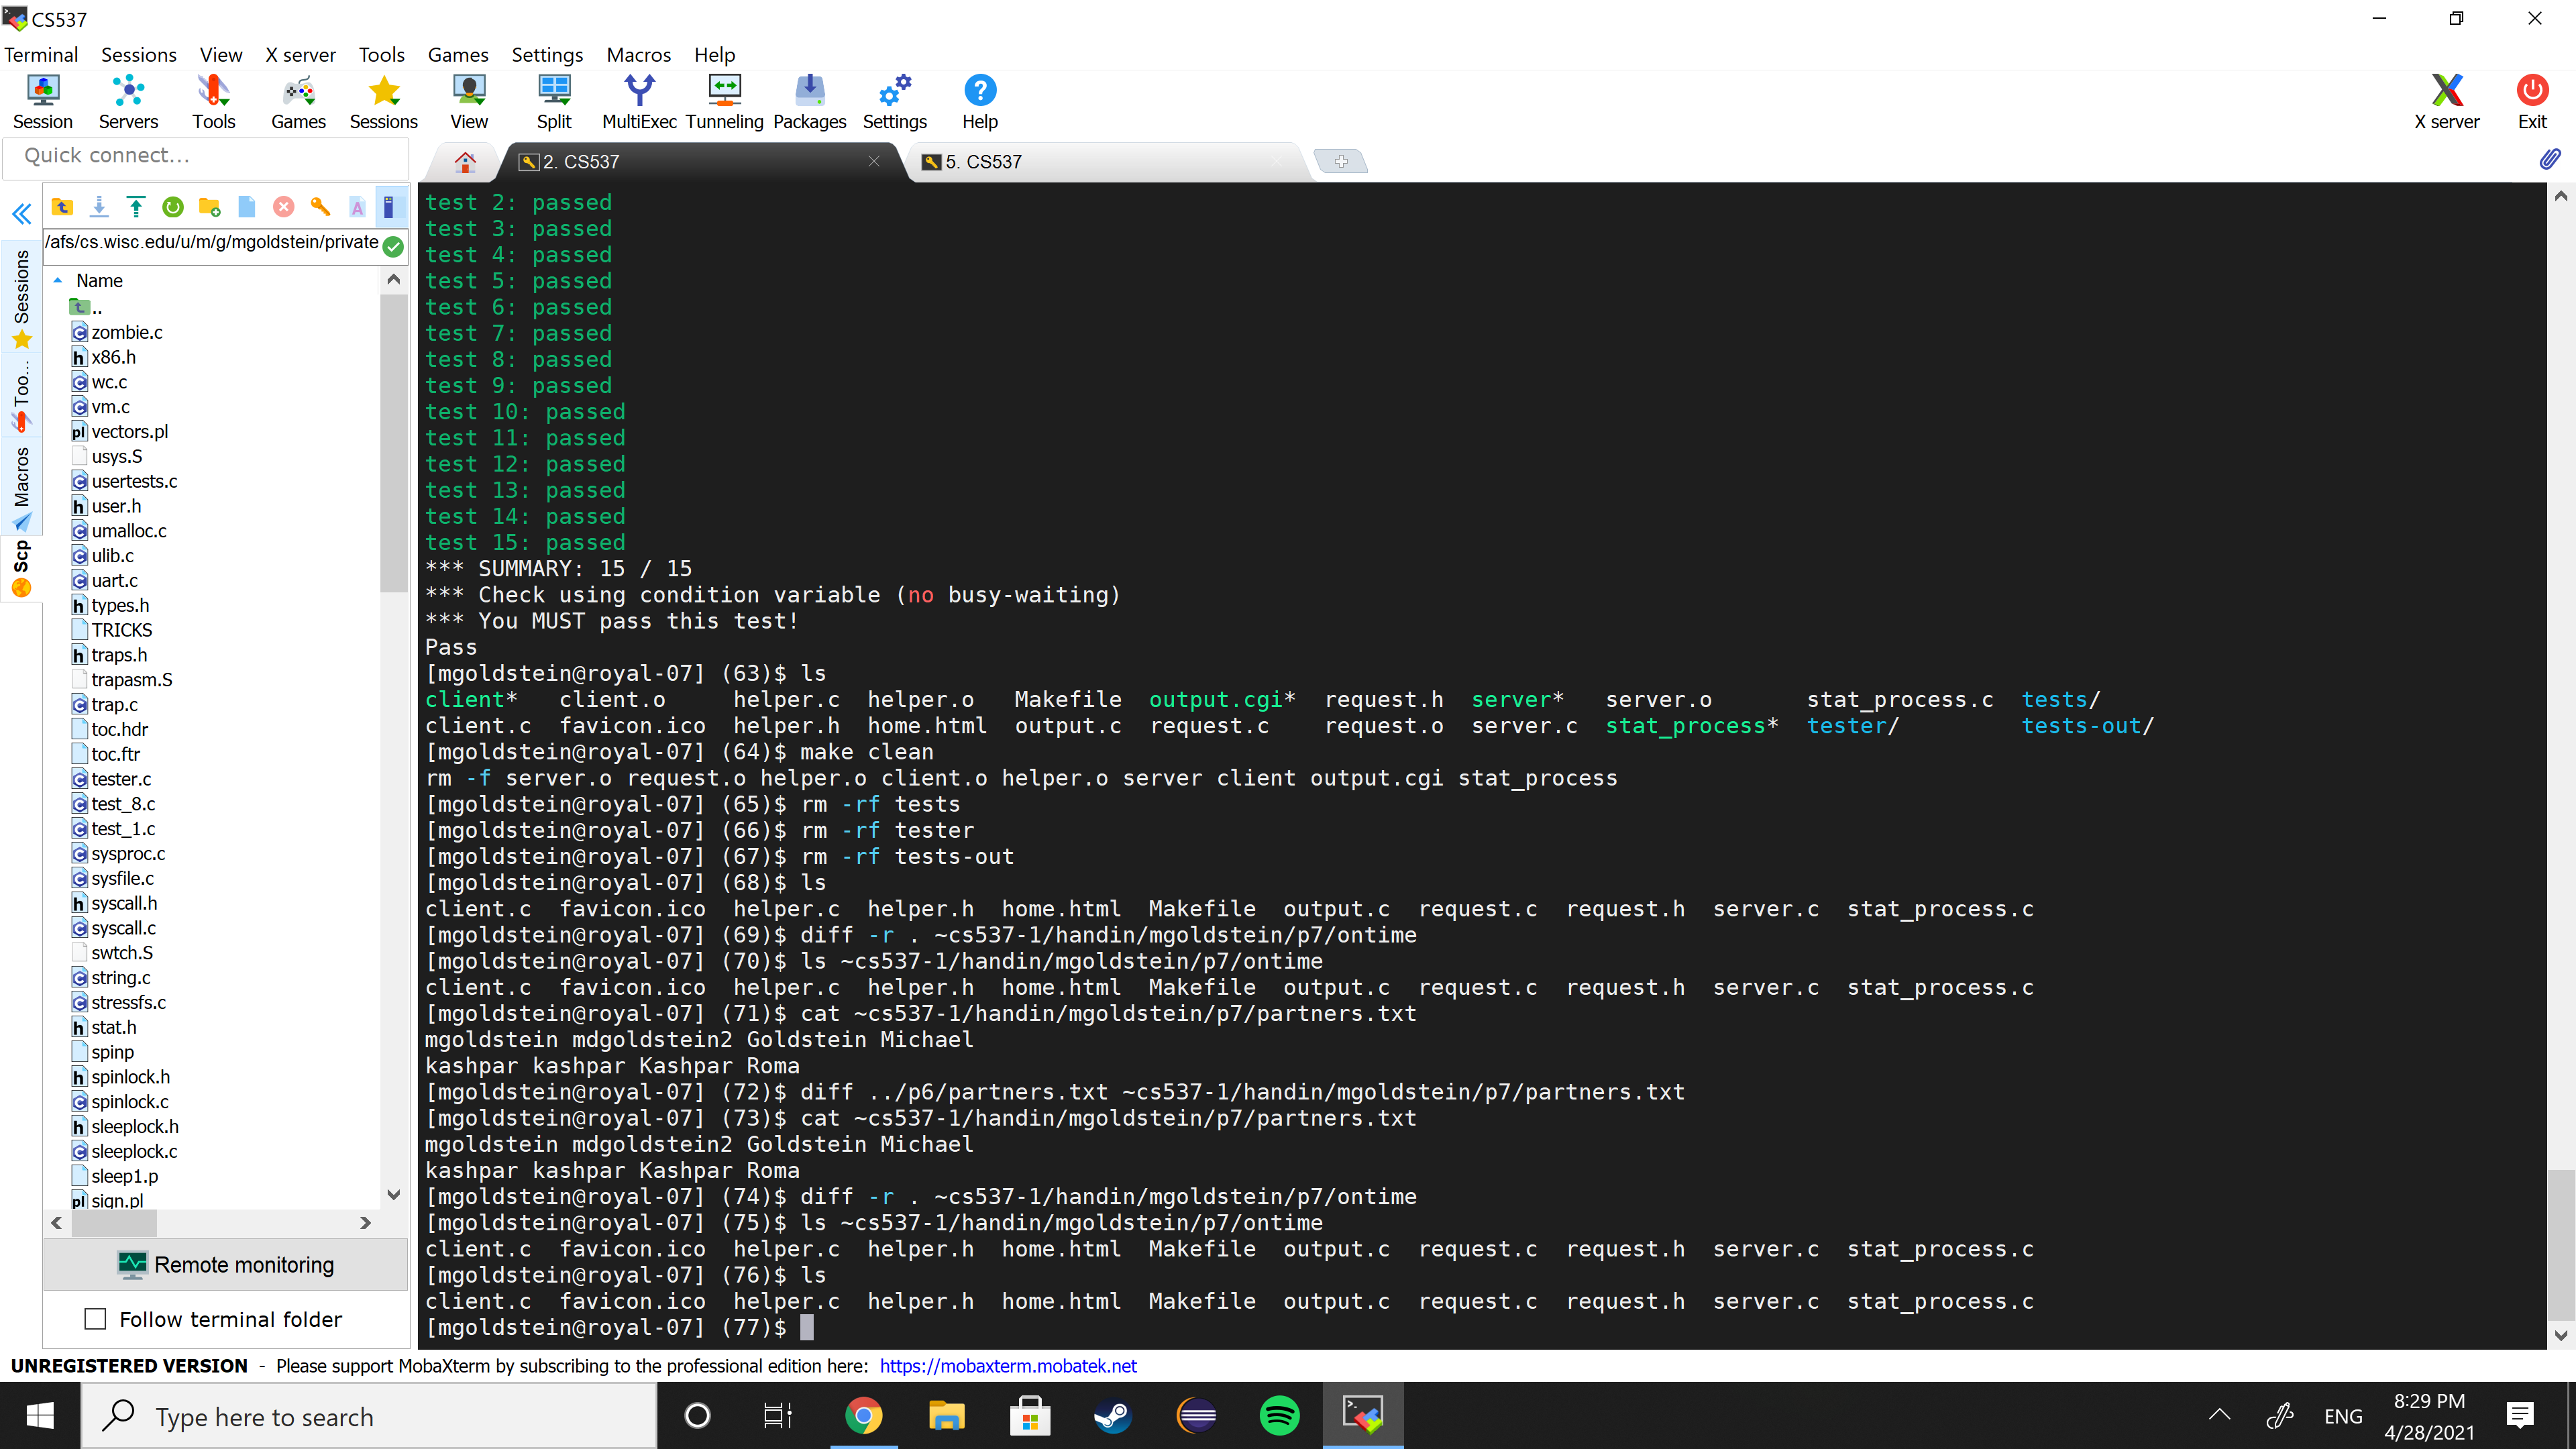 CS537
Terminal Sessions View X server Tools Games Settings Macros Help
Session Servers Tools Games Sessions View Split MultiExec Tunneling Packages Settings Help X server Exit
Quick connect...
2. CS537
5. CS537
/afs/cs.wisc.edu/u/m/g/mgoldstein/private
Sessions
Too...
Macros
Scp
Name
..
zombie.c
x86.h
wc.c
vm.c
vectors.pl
usys.S
usertests.c
user.h
umalloc.c
ulib.c
uart.c
types.h
TRICKS
traps.h
trapasm.S
trap.c
toc.hdr
toc.ftr
tester.c
test_8.c
test_1.c
sysproc.c
sysfile.c
syscall.h
syscall.c
swtch.S
string.c
stressfs.c
stat.h
spinp
spinlock.h
spinlock.c
sleeplock.h
sleeplock.c
sleep1.p
sign.pl
Remote monitoring
Follow terminal folder
test 2: passed
test 3: passed
test 4: passed
test 5: passed
test 6: passed
test 7: passed
test 8: passed
test 9: passed
test 10: passed
test 11: passed
test 12: passed
test 13: passed
test 14: passed
test 15: passed
*** SUMMARY: 15 / 15
*** Check using condition variable (no busy-waiting)
*** You MUST pass this test!
Pass
[mgoldstein@royal-07] (63)$ ls
client* client.o helper.c helper.o Makefile output.cgi* request.h server* server.o stat_process.c tests/
client.c favicon.ico helper.h home.html output.c request.c request.o server.c stat_process* tester/ tests-out/
[mgoldstein@royal-07] (64)$ make clean
rm -f server.o request.o helper.o client.o helper.o server client output.cgi stat_process
[mgoldstein@royal-07] (65)$ rm -rf tests
[mgoldstein@royal-07] (66)$ rm -rf tester
[mgoldstein@royal-07] (67)$ rm -rf tests-out
[mgoldstein@royal-07] (68)$ ls
client.c favicon.ico helper.c helper.h home.html Makefile output.c request.c request.h server.c stat_process.c
[mgoldstein@royal-07] (69)$ diff -r . ~cs537-1/handin/mgoldstein/p7/ontime
[mgoldstein@royal-07] (70)$ ls ~cs537-1/handin/mgoldstein/p7/ontime
client.c favicon.ico helper.c helper.h home.html Makefile output.c request.c request.h server.c stat_process.c
[mgoldstein@royal-07] (71)$ cat ~cs537-1/handin/mgoldstein/p7/partners.txt
mgoldstein mdgoldstein2 Goldstein Michael
kashpar kashpar Kashpar Roma
[mgoldstein@royal-07] (72)$ diff ../p6/partners.txt ~cs537-1/handin/mgoldstein/p7/partners.txt
[mgoldstein@royal-07] (73)$ cat ~cs537-1/handin/mgoldstein/p7/partners.txt
mgoldstein mdgoldstein2 Goldstein Michael
kashpar kashpar Kashpar Roma
[mgoldstein@royal-07] (74)$ diff -r . ~cs537-1/handin/mgoldstein/p7/ontime
[mgoldstein@royal-07] (75)$ ls ~cs537-1/handin/mgoldstein/p7/ontime
client.c favicon.ico helper.c helper.h home.html Makefile output.c request.c request.h server.c stat_process.c
[mgoldstein@royal-07] (76)$ ls
client.c favicon.ico helper.c helper.h home.html Makefile output.c request.c request.h server.c stat_process.c
[mgoldstein@royal-07] (77)$
UNREGISTERED VERSION - Please support MobaXterm by subscribing to the professional edition here: https://mobaxterm.mobatek.net
Type here to search
ENG
8:29 PM
4/28/2021